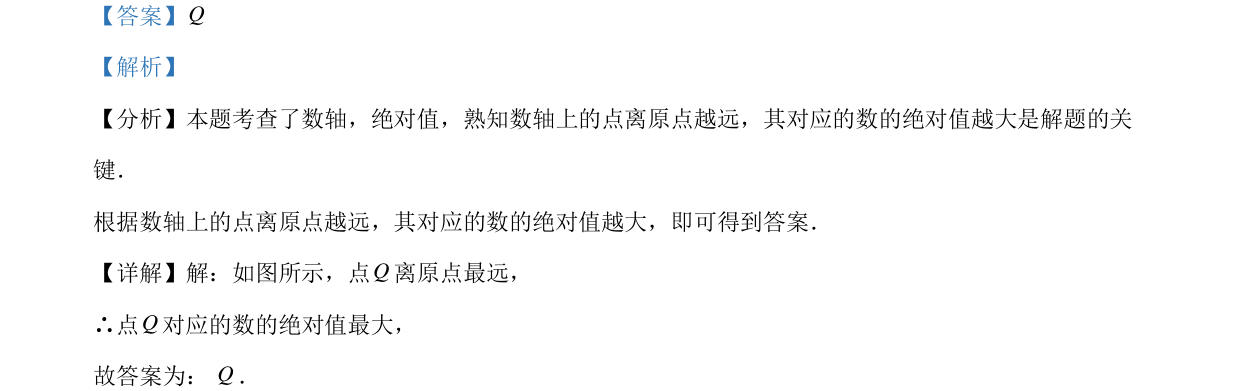 【答案】Q
【解析】
【分析】本题考查了数轴，绝对值，熟知数轴上的点离原点越远，其对应的数的绝对值越大是解题的关
键．
根据数轴上的点离原点越远，其对应的数的绝对值越大，即可得到答案．
【详解】解：如图所示，点Q离原点最远，
∴点Q对应的数的绝对值最大，
故答案为：Q．